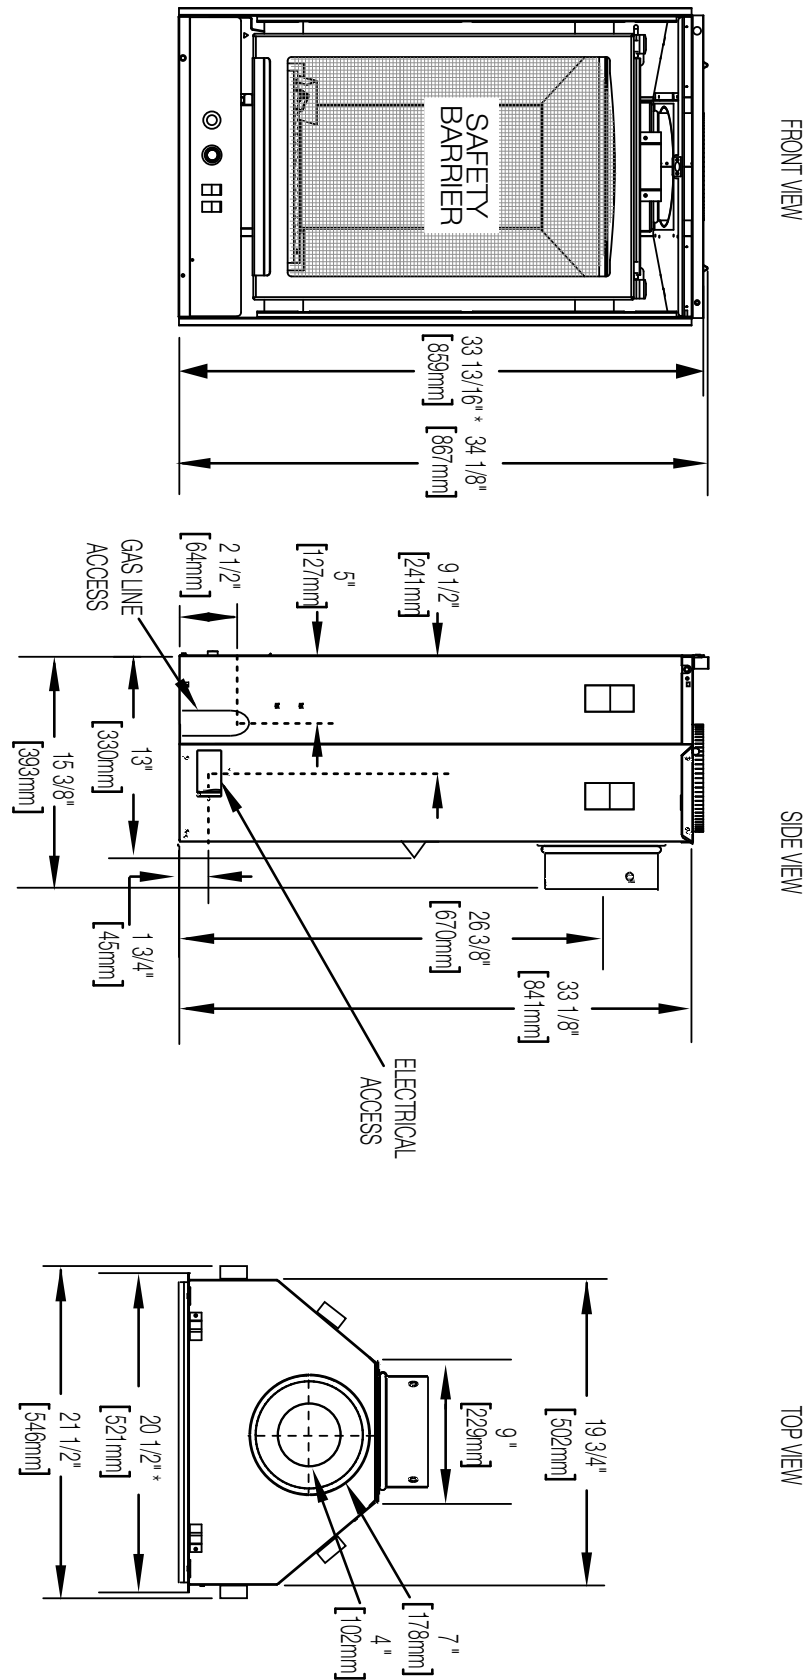 FRONT VIEW
SAFETY
BARRIER
33 13/16" *
[859mm]
34 1/8"
[867mm]
SIDE VIEW
9 1/2"
[241mm]
5"
[127mm]
2 1/2"
[64mm]
GAS LINE
ACCESS
13"
[330mm]
15 3/8"
[393mm]
1 3/4"
[45mm]
26 3/8"
[670mm]
33 1/8"
[841mm]
ELECTRICAL
ACCESS
TOP VIEW
19 3/4"
[502mm]
9 "
[229mm]
20 1/2" *
[521mm]
21 1/2"
[546mm]
7 "
[178mm]
4 "
[102mm]